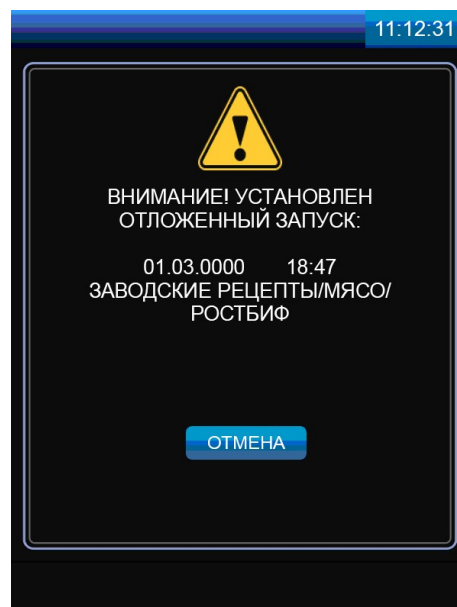 11:12:31
ВНИМАНИЕ! УСТАНОВЛЕН
ОТЛОЖЕННЫЙ ЗАПУСК:
01.03.0000 18:47
ЗАВОДСКИЕ РЕЦЕПТЫ/МЯСО/
РОСТБИФ
ОТМЕНА